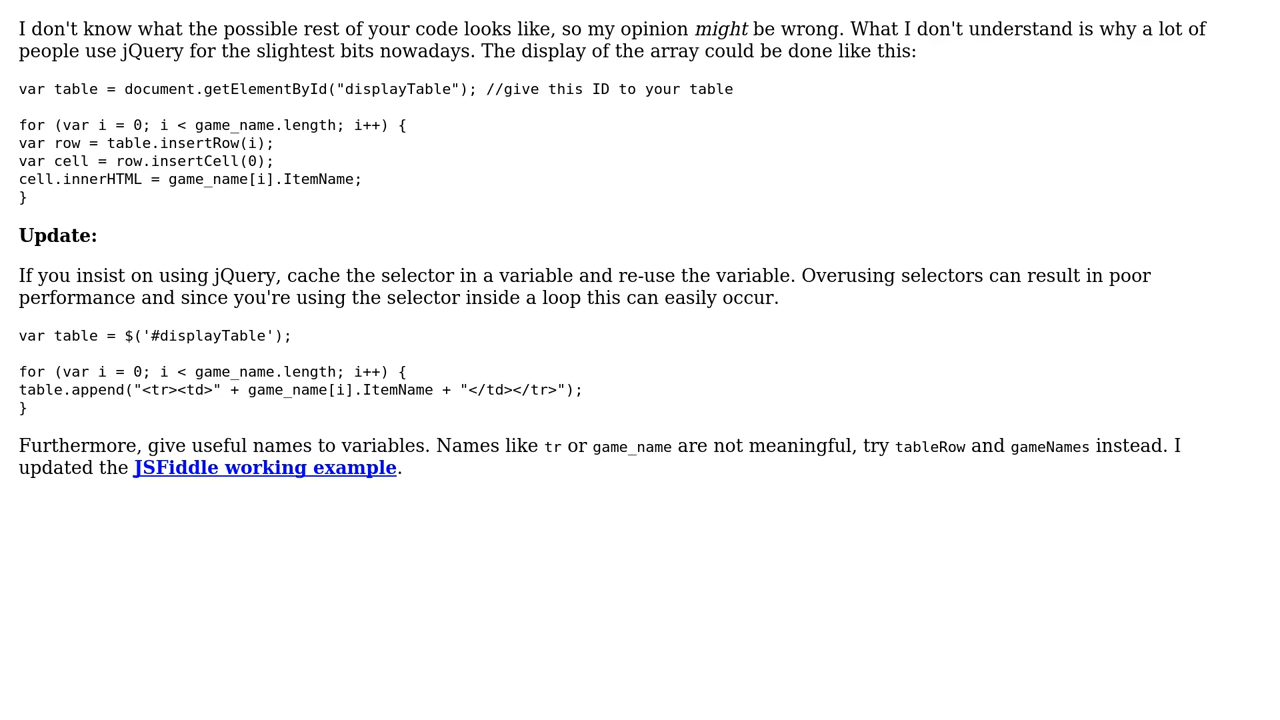 I don't know what the possible rest of your code looks like, so my opinion might be wrong. What I don't understand is why a lot of
people use jQuery for the slightest bits nowadays. The display of the array could be done like this:
var table = document.getElementById("displayTable"); //give this ID to your table
for (var i = 0; i < game_name.length; i++) {
var row = table.insertRow(i);
var cell = row.insertCell(0);
cell.innerHTML = game_name[i].ItemName;
}
Update:
If you insist on using jQuery, cache the selector in a variable and re-use the variable. Overusing selectors can result in poor
performance and since you're using the selector inside a loop this can easily occur.
var table = $('#displayTable');
for (var i = 0; i < game_name.length; i++) {
table.append("<tr><td>" + game_name[i].ItemName + "</td></tr>");
}
Furthermore, give useful names to variables. Names like tr or game_name are not meaningful, try tableRow and gameNames instead. I
updated the JSFiddle working example.